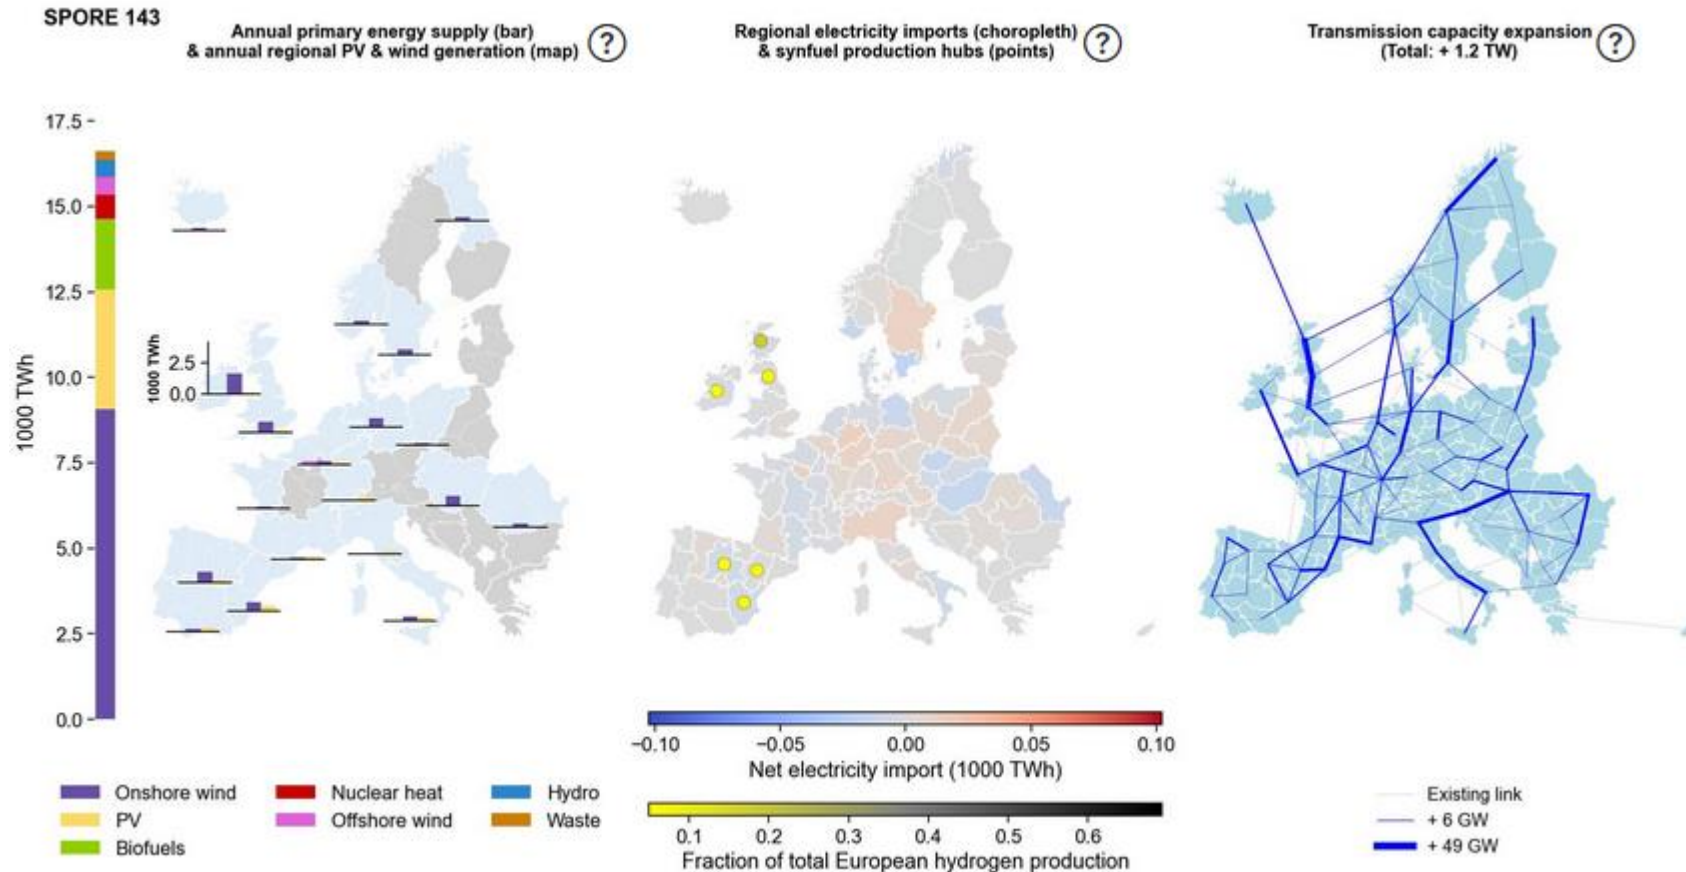 SPORE 143
Annual primary energy supply (bar)
& annual regional PV & wind generation (map)
?
Regional electricity imports (choropleth)
& synfuel production hubs (points)
?
Transmission capacity expansion
(Total: + 1.2 TW)
?
17.5
15.0
12.5
10.0
7.5
5.0
2.5
0.0
1000 TWh
1000 TWh
2.5
0.0
−0.10
−0.05
0.00
0.05
0.10
Net electricity import (1000 TWh)
0.1
0.2
0.3
0.4
0.5
0.6
Fraction of total European hydrogen production
Onshore wind
PV
Biofuels
Nuclear heat
Offshore wind
Hydro
Waste
Existing link
+ 6 GW
+ 49 GW